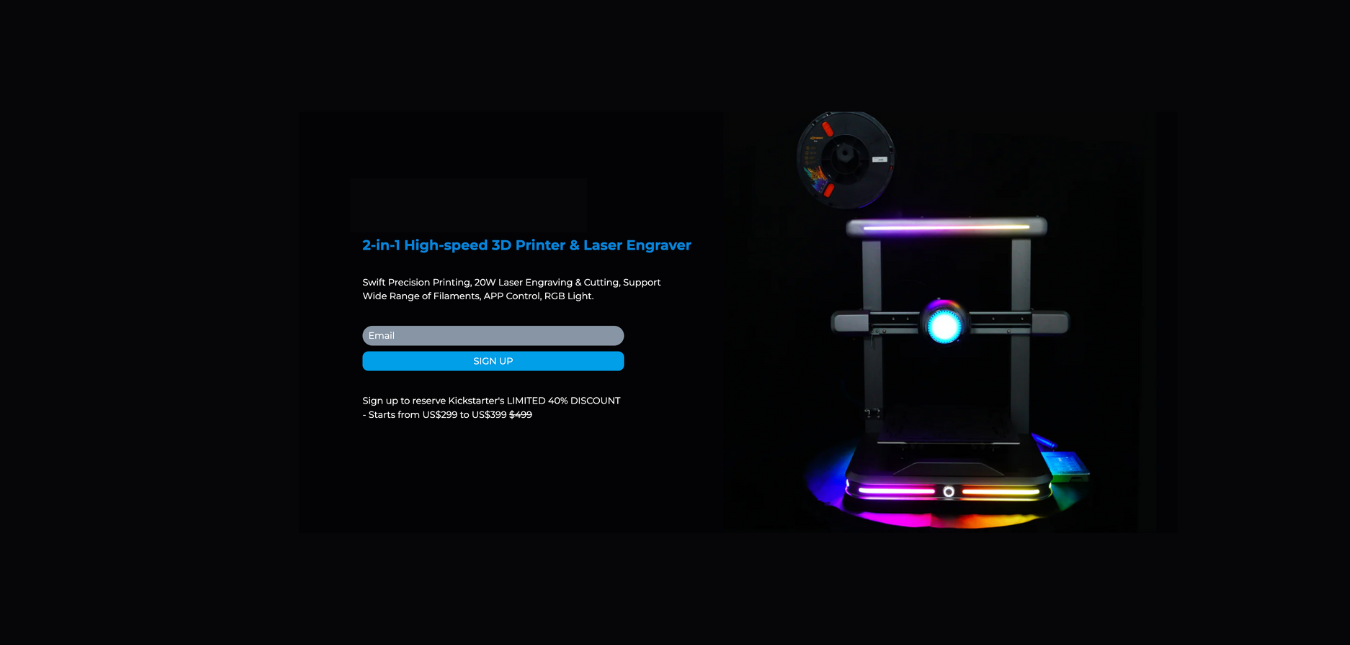 2-in-1 High-speed 3D Printer & Laser Engraver
Swift Precision Printing, 20W Laser Engraving & Cutting, Support
Wide Range of Filaments, APP Control, RGB Light.
Email
SIGN UP
Sign up to reserve Kickstarter's LIMITED 40% DISCOUNT
- Starts from US$299 to US$399 $499